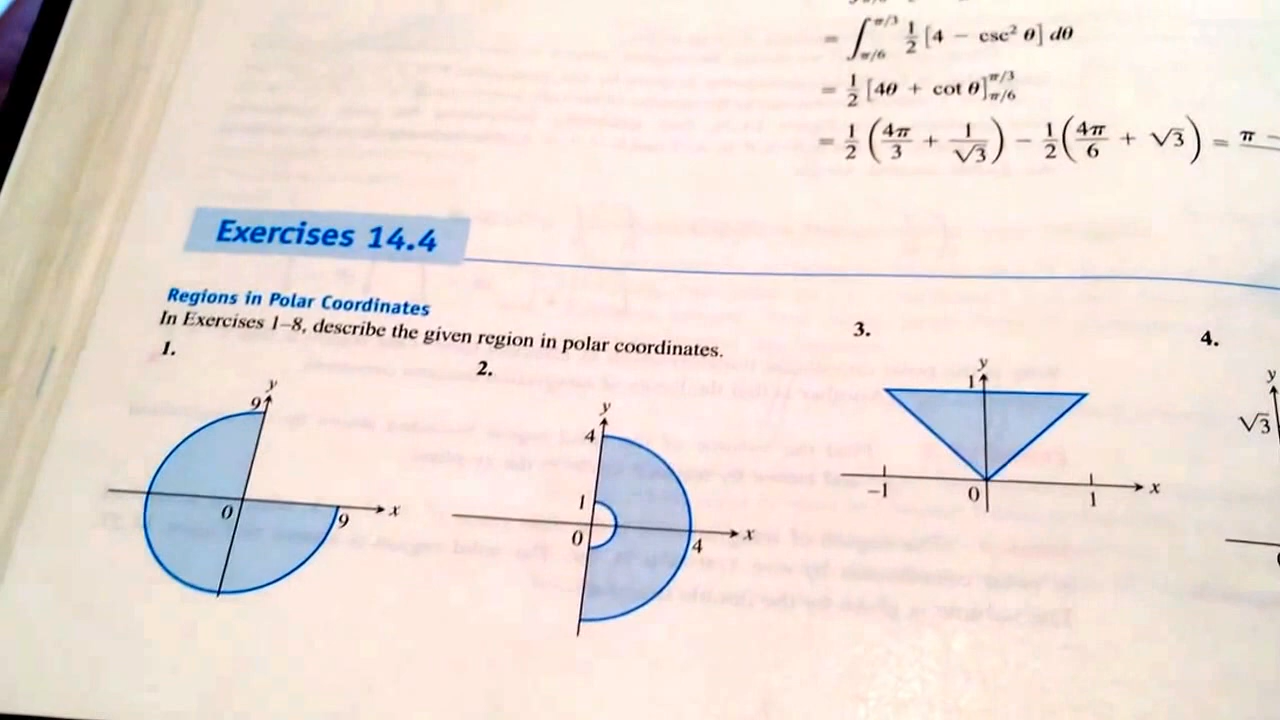 = ∫_{π/6}^{π/3} 1/2 [4 − csc² θ] dθ
= 1/2 [4θ + cot θ]_{π/6}^{π/3}
= 1/2 (4π/3 + 1/√3) − 1/2 (4π/6 + √3) = π −
Exercises 14.4
Regions in Polar Coordinates
In Exercises 1–8, describe the given region in polar coordinates.
1.
y
9
0
9
x
2.
y
4
1
0
4
x
3.
y
1
−1
0
1
x
4.
y
√3